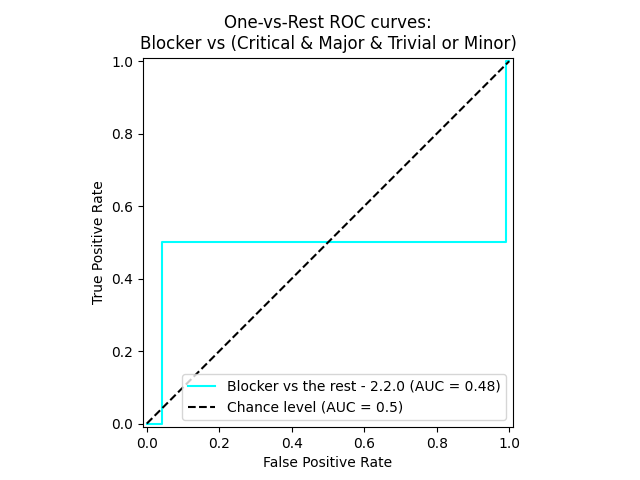 One-vs-Rest ROC curves:
Blocker vs (Critical & Major & Trivial or Minor)
1.0
0.8
0.6
0.4
0.2
0.0
True Positive Rate
Blocker vs the rest - 2.2.0 (AUC = 0.48)
Chance level (AUC = 0.5)
0.0 0.2 0.4 0.6 0.8 1.0
False Positive Rate